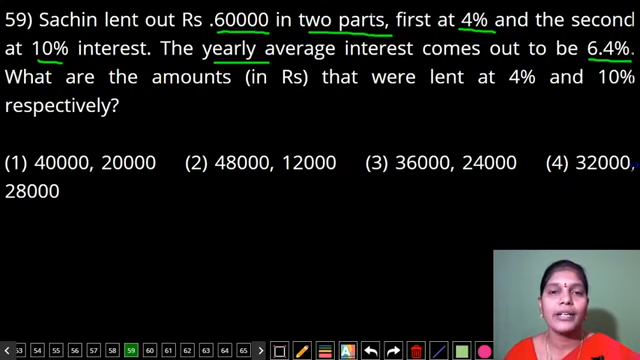 59) Sachin lent out Rs .60000 in two parts, first at 4% and the second
at 10% interest. The yearly average interest comes out to be 6.4%.
What are the amounts (in Rs) that were lent at 4% and 10%
respectively?
(1) 40000, 20000 (2) 48000, 12000 (3) 36000, 24000 (4) 32000,
28000
53 54 55 56 57 58 59 60 61 62 63 64 65